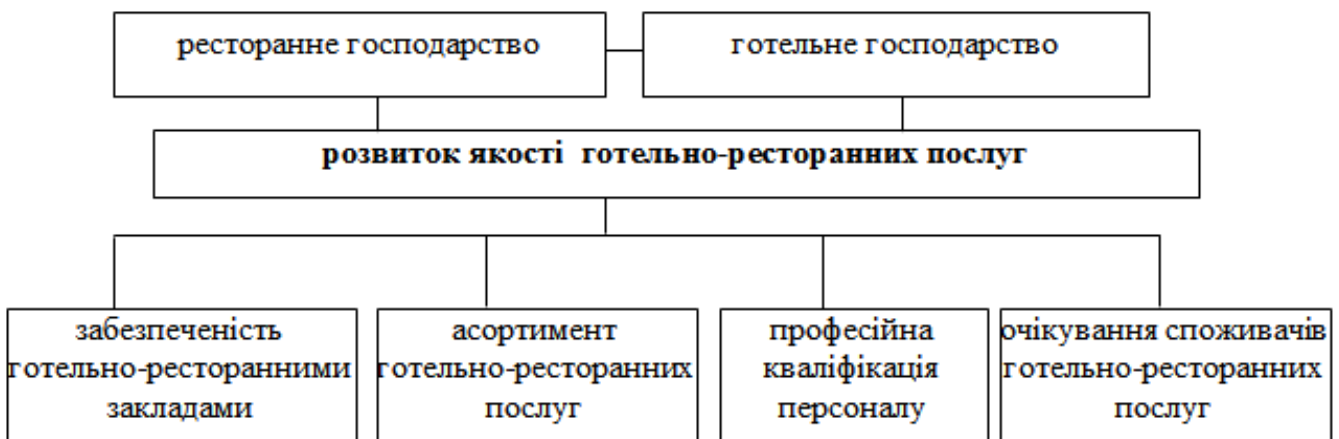 ресторанне господарство
готельне господарство
розвиток якості готельно-ресторанних послуг
забезпеченість
готельно-ресторанними
закладами
асортимент
готельно-ресторанних
послуг
професійна
кваліфікація
персоналу
очікування споживачів
готельно-ресторанних
послуг